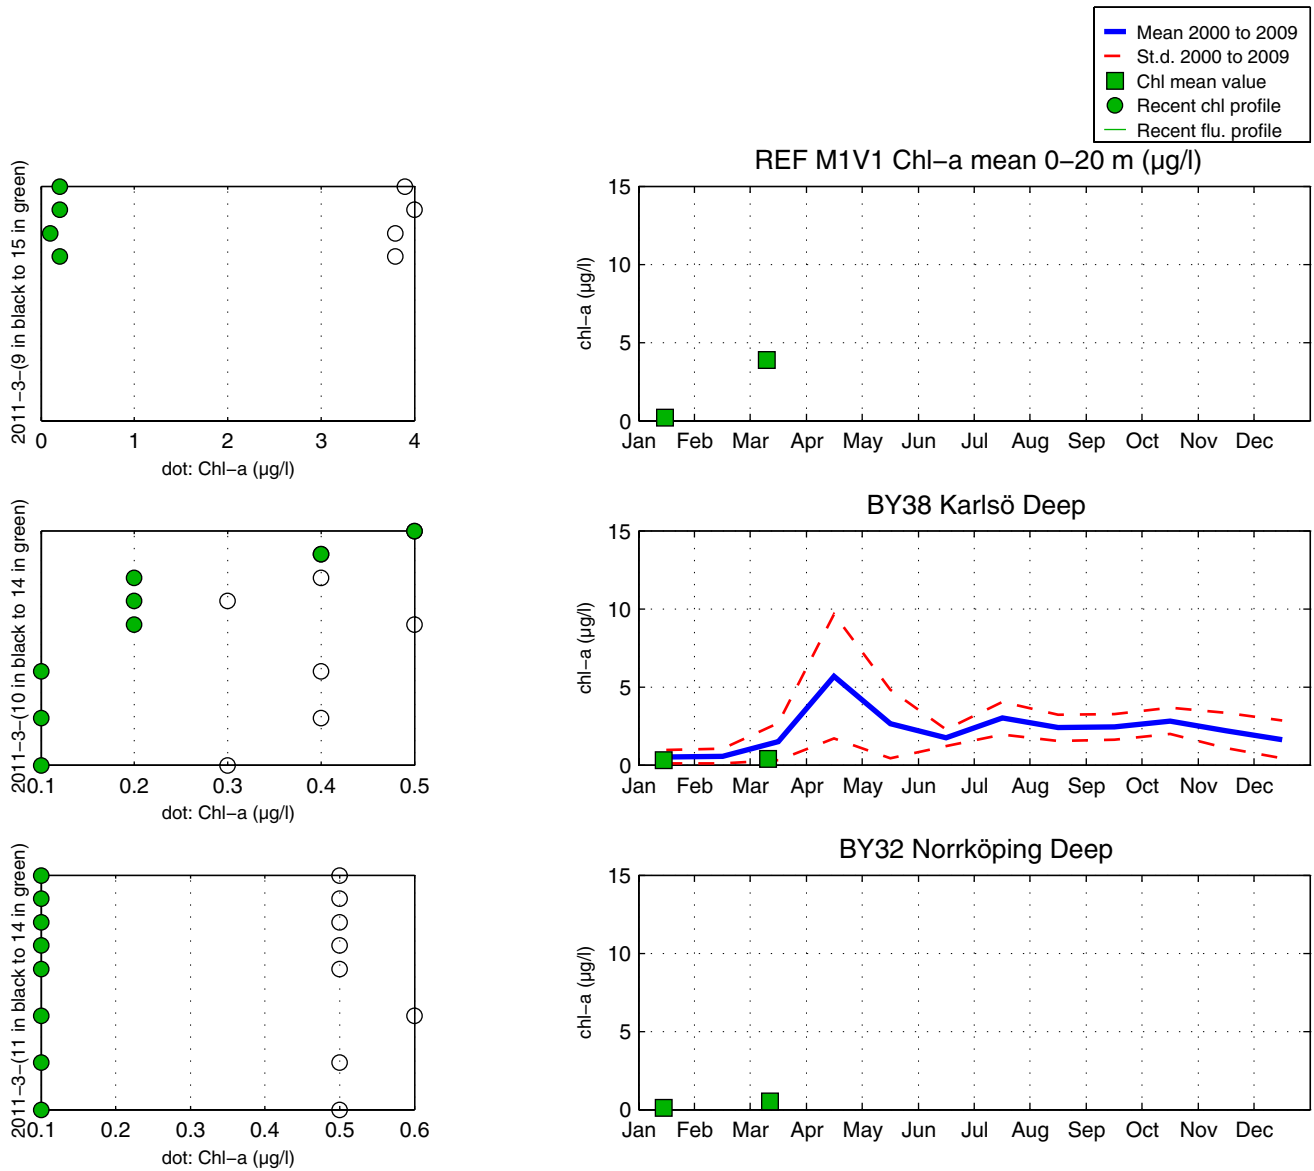 Mean 2000 to 2009
St.d. 2000 to 2009
Chl mean value
Recent chl profile
Recent flu. profile
2011−3−(9 in black to 15 in green)
0 1 2 3 4
dot: Chl−a (µg/l)
REF M1V1 Chl−a mean 0−20 m (µg/l)
chl−a (µg/l)
15
10
5
0
Jan Feb Mar Apr May Jun Jul Aug Sep Oct Nov Dec
2011−3−(10 in black to 14 in green)
0.1 0.2 0.3 0.4 0.5
dot: Chl−a (µg/l)
BY38 Karlsö Deep
chl−a (µg/l)
15
10
5
0
Jan Feb Mar Apr May Jun Jul Aug Sep Oct Nov Dec
2011−3−(11 in black to 14 in green)
0.1 0.2 0.3 0.4 0.5 0.6
dot: Chl−a (µg/l)
BY32 Norrköping Deep
chl−a (µg/l)
15
10
5
0
Jan Feb Mar Apr May Jun Jul Aug Sep Oct Nov Dec